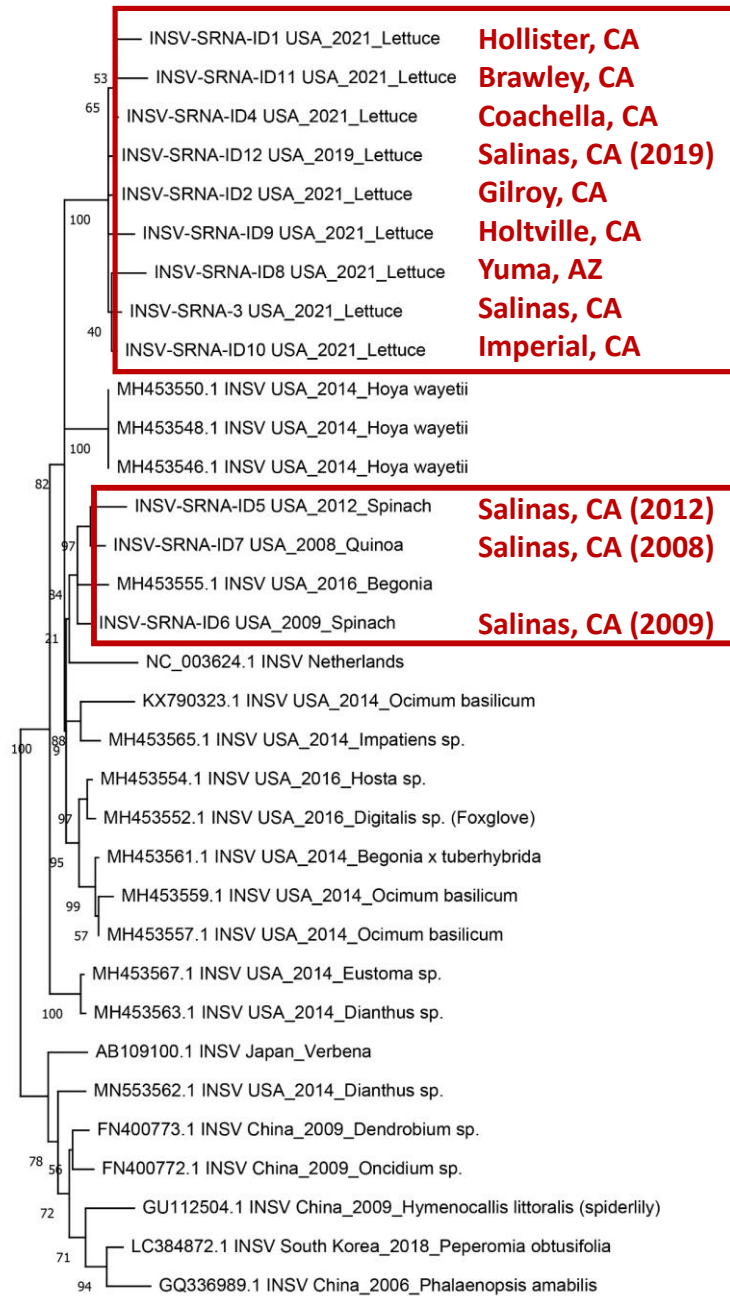 INSV-SRNA-ID1 USA_2021_Lettuce Hollister, CA
53
INSV-SRNA-ID11 USA_2021_Lettuce Brawley, CA
65
INSV-SRNA-ID4 USA_2021_Lettuce Coachella, CA
INSV-SRNA-ID12 USA_2019_Lettuce Salinas, CA (2019)
INSV-SRNA-ID2 USA_2021_Lettuce Gilroy, CA
100
INSV-SRNA-ID9 USA_2021_Lettuce Holtville, CA
INSV-SRNA-ID8 USA_2021_Lettuce Yuma, AZ
INSV-SRNA-3 USA_2021_Lettuce Salinas, CA
40
INSV-SRNA-ID10 USA_2021_Lettuce Imperial, CA
MH453550.1 INSV USA_2014_Hoya wayetii
MH453548.1 INSV USA_2014_Hoya wayetii
100
MH453546.1 INSV USA_2014_Hoya wayetii
82
INSV-SRNA-ID5 USA_2012_Spinach Salinas, CA (2012)
97
INSV-SRNA-ID7 USA_2008_Quinoa Salinas, CA (2008)
MH453555.1 INSV USA_2016_Begonia
84
INSV-SRNA-ID6 USA_2009_Spinach Salinas, CA (2009)
21
NC_003624.1 INSV Netherlands
KX790323.1 INSV USA_2014_Ocimum basilicum
88
MH453565.1 INSV USA_2014_Impatiens sp.
100
9
MH453554.1 INSV USA_2016_Hosta sp.
97
MH453552.1 INSV USA_2016_Digitalis sp. (Foxglove)
MH453561.1 INSV USA_2014_Begonia x tuberhybrida
95
MH453559.1 INSV USA_2014_Ocimum basilicum
99
MH453557.1 INSV USA_2014_Ocimum basilicum
57
MH453567.1 INSV USA_2014_Eustoma sp.
MH453563.1 INSV USA_2014_Dianthus sp.
100
AB109100.1 INSV Japan_Verbena
MN553562.1 INSV USA_2014_Dianthus sp.
FN400773.1 INSV China_2009_Dendrobium sp.
78
56
FN400772.1 INSV China_2009_Oncidium sp.
GU112504.1 INSV China_2009_Hymenocallis littoralis (spiderlily)
72
LC384872.1 INSV South Korea_2018_Peperomia obtusifolia
71
GQ336989.1 INSV China_2006_Phalaenopsis amabilis
94